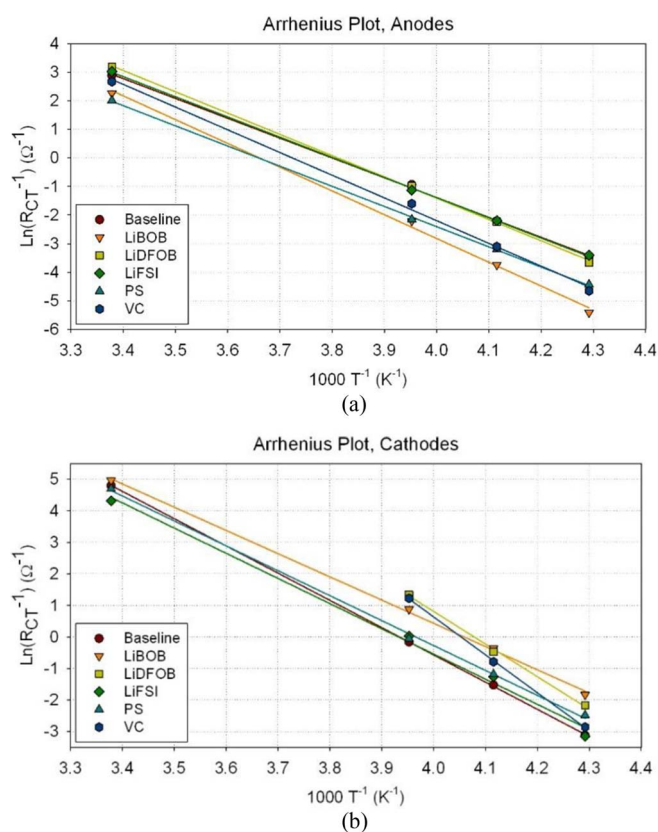 Arrhenius Plot, Anodes
4
3
2
1
0
-1
-2
-3
-4
-5
-6
Ln(R_CT⁻¹) (Ω⁻¹)
Baseline
LiBOB
LiDFOB
LiFSI
PS
VC
3.3 3.4 3.5 3.6 3.7 3.8 3.9 4.0 4.1 4.2 4.3 4.4
1000 T⁻¹ (K⁻¹)
(a)
Arrhenius Plot, Cathodes
5
4
3
2
1
0
-1
-2
-3
Ln(R_CT⁻¹) (Ω⁻¹)
Baseline
LiBOB
LiDFOB
LiFSI
PS
VC
3.3 3.4 3.5 3.6 3.7 3.8 3.9 4.0 4.1 4.2 4.3 4.4
1000 T⁻¹ (K⁻¹)
(b)